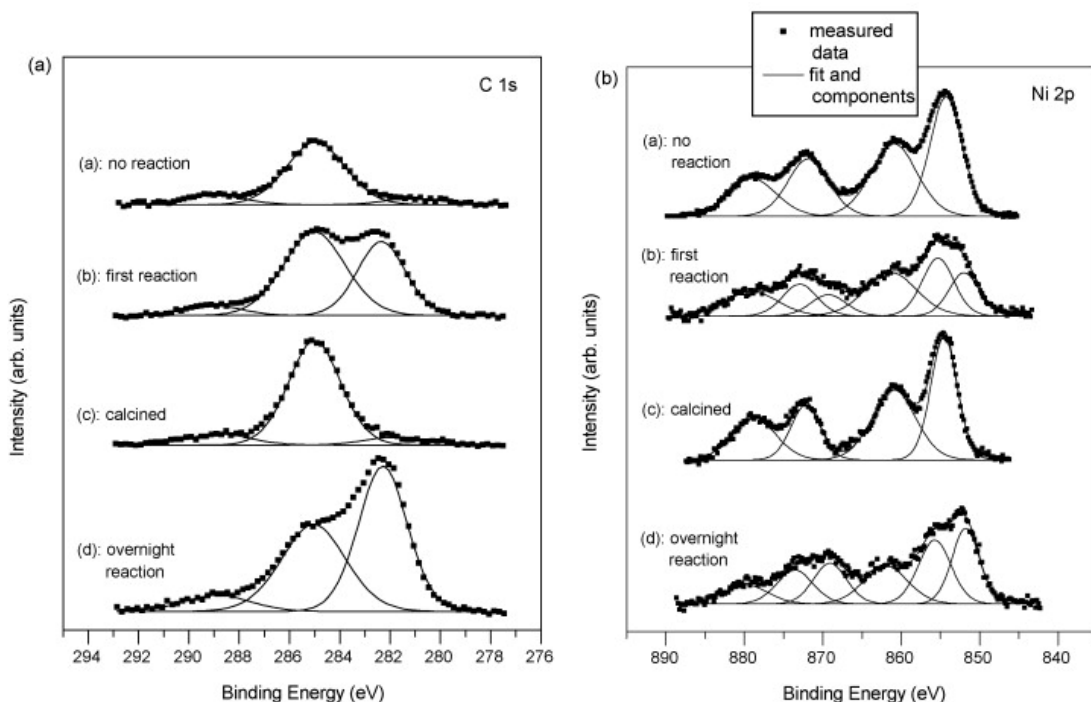 (a)
C 1s
(a): no reaction
(b): first reaction
(c): calcined
(d): overnight
reaction
Intensity (arb. units)
294 292 290 288 286 284 282 280 278 276
Binding Energy (eV)
measured
data
fit and
components
(b)
Ni 2p
(a): no
reaction
(b): first
reaction
(c): calcined
(d): overnight
reaction
Intensity (arb. units)
890 880 870 860 850 840
Binding Energy (eV)